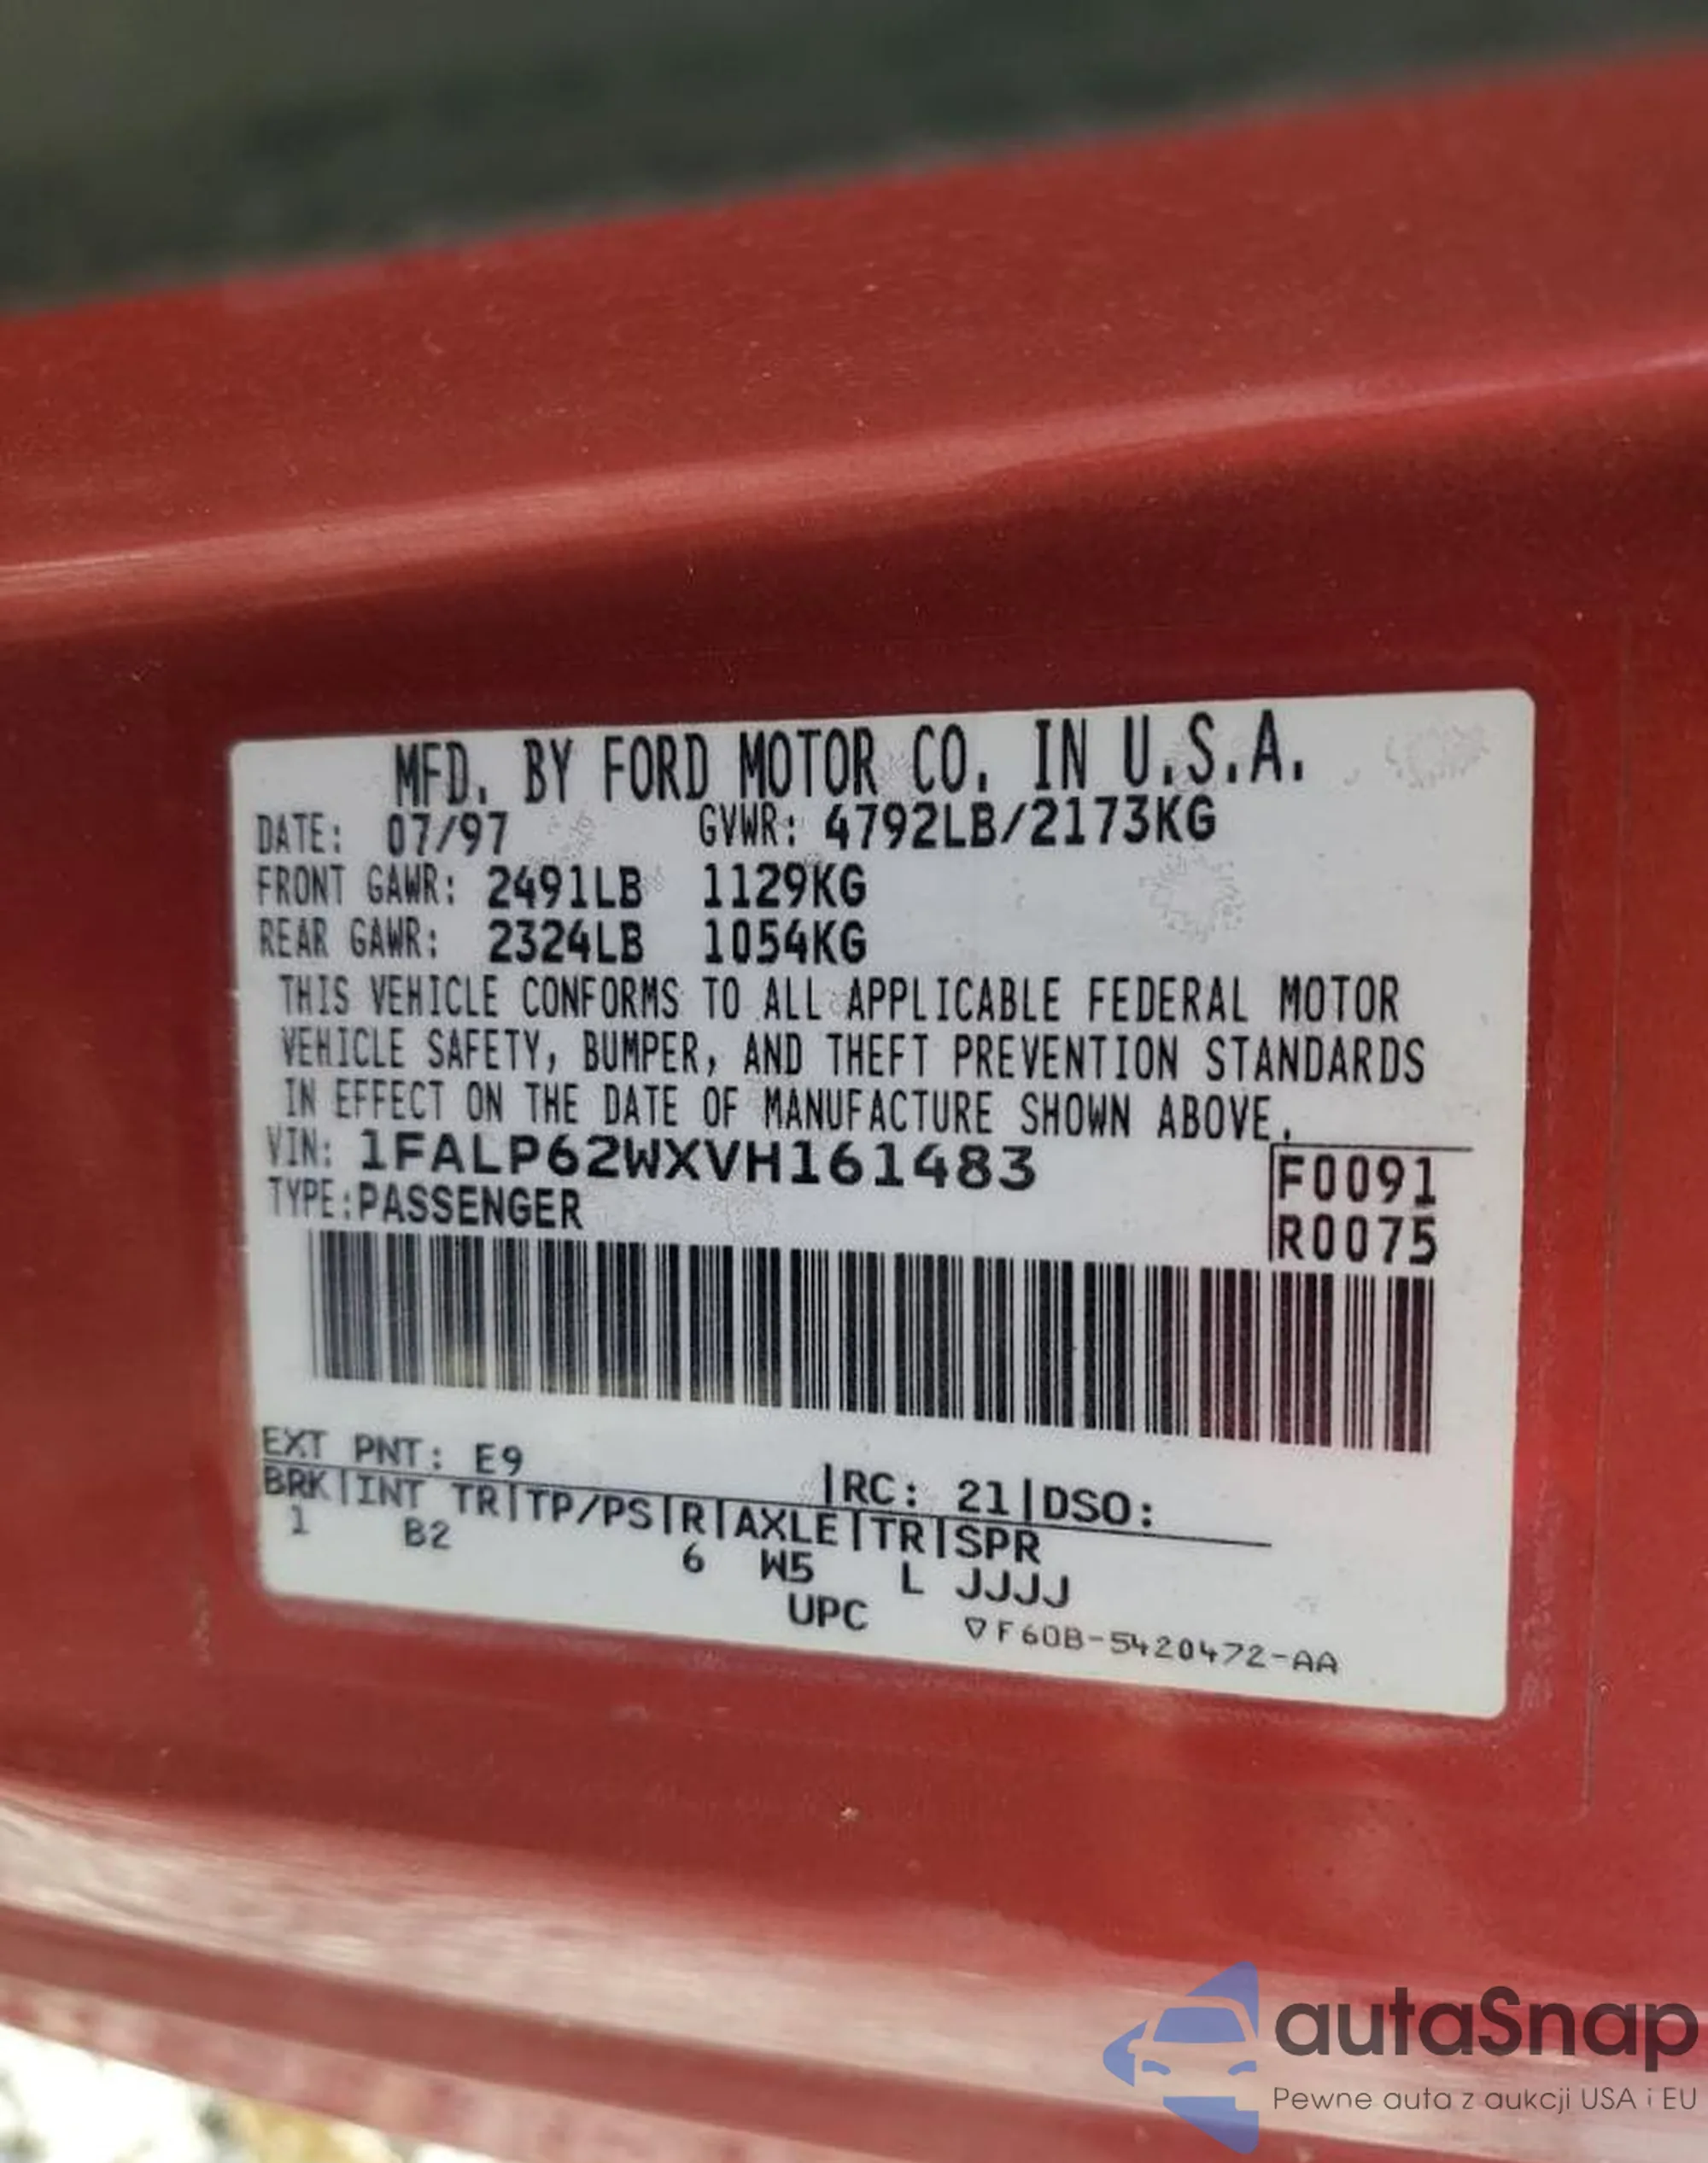 MFD. BY FORD MOTOR CO. IN U.S.A.
DATE: 07/97 GVWR: 4792LB/2173KG
FRONT GAWR: 2491LB 1129KG
REAR GAWR: 2324LB 1054KG
THIS VEHICLE CONFORMS TO ALL APPLICABLE FEDERAL MOTOR
VEHICLE SAFETY, BUMPER, AND THEFT PREVENTION STANDARDS
IN EFFECT ON THE DATE OF MANUFACTURE SHOWN ABOVE.
VIN: 1FALP62WXVH161483
F0091
TYPE:PASSENGER
R0075
EXT PNT: E9 |RC: 21|DSO:
BRK|INT TR|TP/PS|R|AXLE|TR|SPR
1 B2 6 W5 L JJJJ
UPC ▽F60B-5420472-AA
autaSnap
Pewne auta z aukcji USA i EU